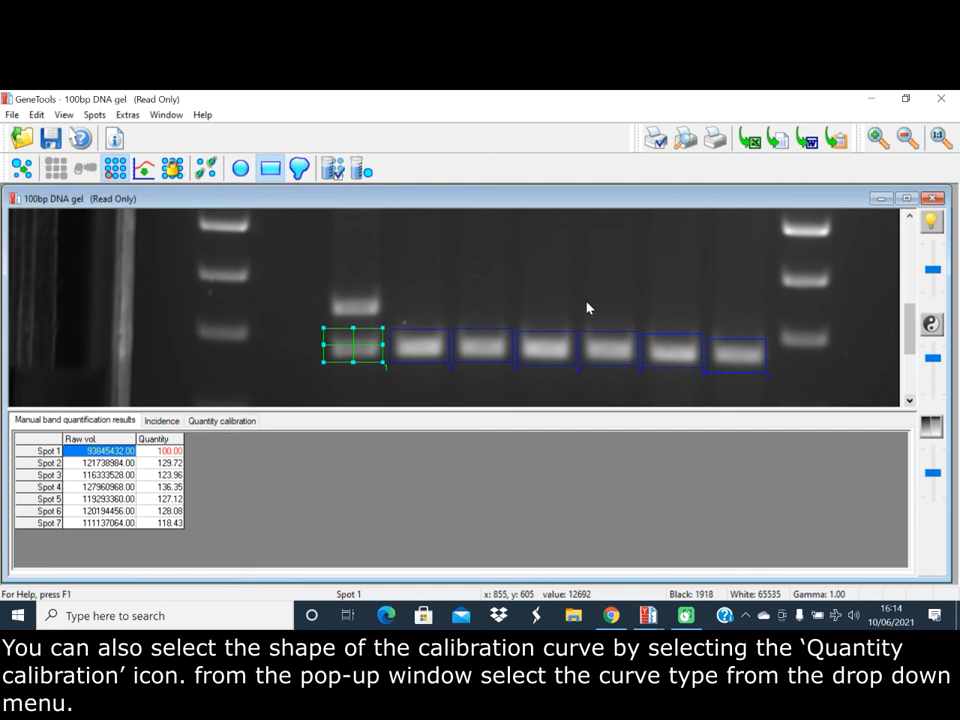 GeneTools - 100bp DNA gel (Read Only)
File Edit View Spots Extras Window Help
1:1
100bp DNA gel (Read Only)
1
Manual band quantification results Incidence Quantity calibration
Raw vol. Quantity
Spot 1 93845432.00 100.00
Spot 2 121738984.00 129.72
Spot 3 116333528.00 123.96
Spot 4 127960968.00 136.35
Spot 5 119293360.00 127.12
Spot 6 120194456.00 128.08
Spot 7 111137064.00 118.43
For Help, press F1 Spot 1 x: 855, y: 605 value: 12692 Black: 1918 White: 65535 Gamma: 1.00
Type here to search 16:14
10/06/2021
You can also select the shape of the calibration curve by selecting the ‘Quantity
calibration’ icon. from the pop-up window select the curve type from the drop down
menu.